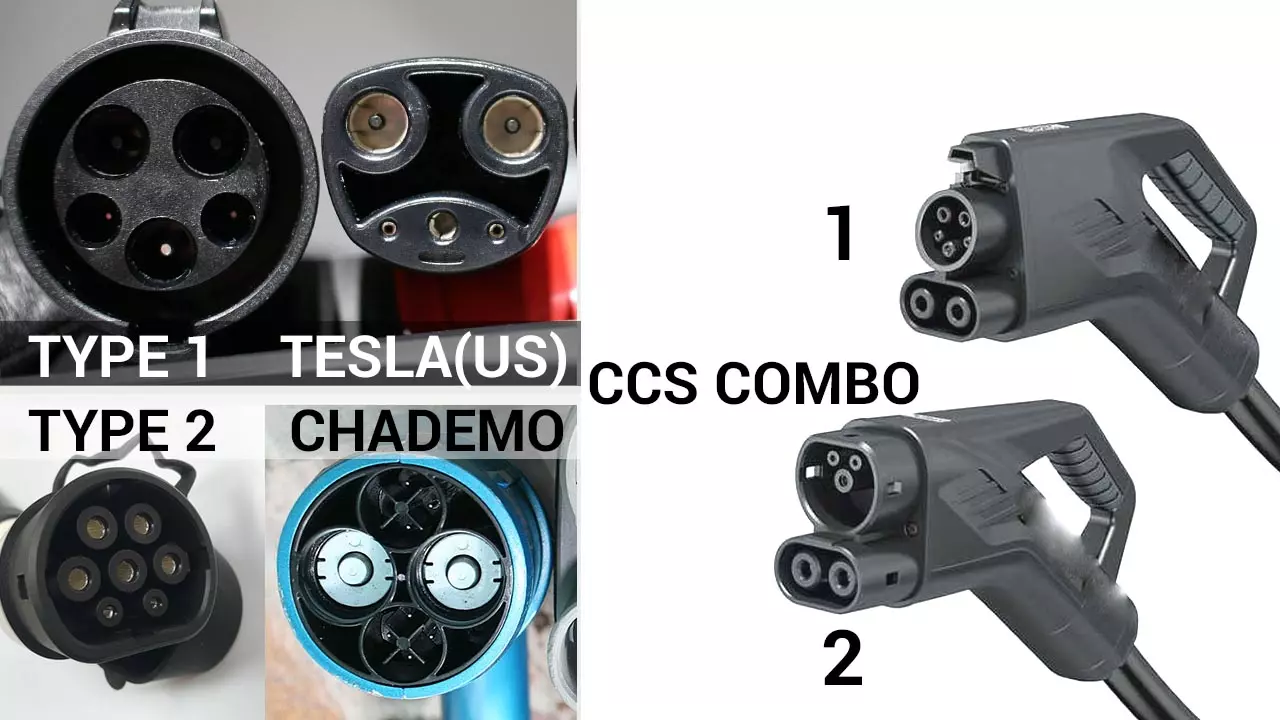 TYPE 1
TESLA(US)
TYPE 2
CHADEMO
CCS COMBO
1
2